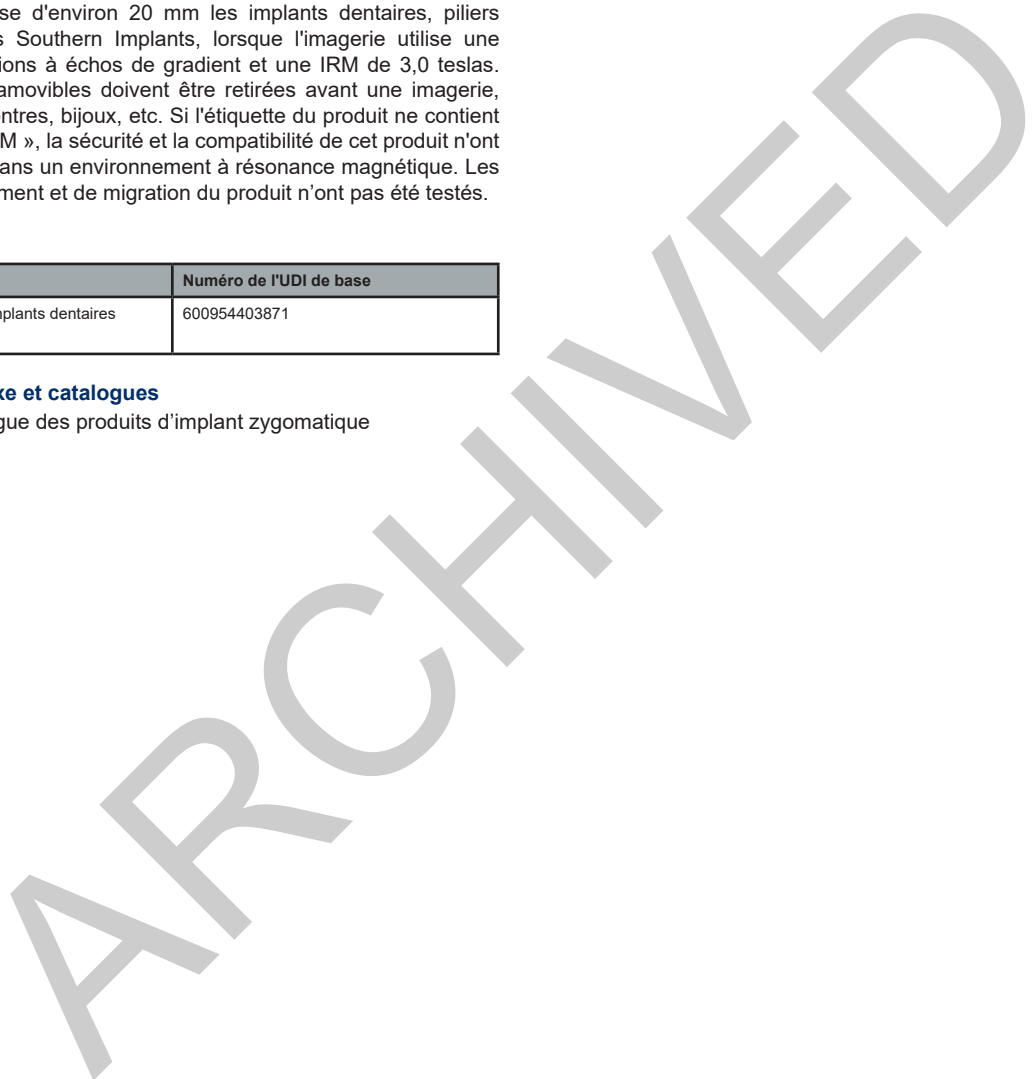 se d'environ 20 mm les implants dentaires, piliers
s Southern Implants, lorsque l'imagerie utilise une
ions à échos de gradient et une IRM de 3,0 teslas.
amovibles doivent être retirées avant une imagerie,
ontres, bijoux, etc. Si l'étiquette du produit ne contient
M », la sécurité et la compatibilité de cet produit n'ont
ans un environnement à résonance magnétique. Les
ment et de migration du produit n’ont pas été testés.
Numéro de l'UDI de base
mplants dentaires 600954403871
xe et catalogues
gue des produits d’implant zygomatique
ARCHIVED